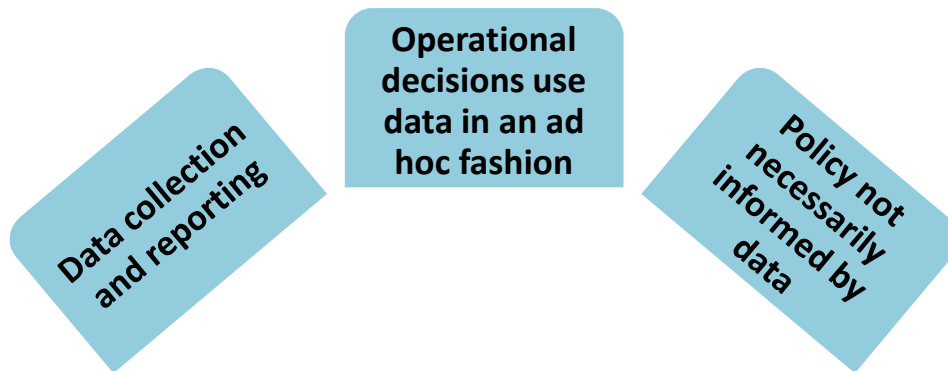 Data collection
and reporting
Operational
decisions use
data in an ad
hoc fashion
Policy not
necessarily
informed by
data